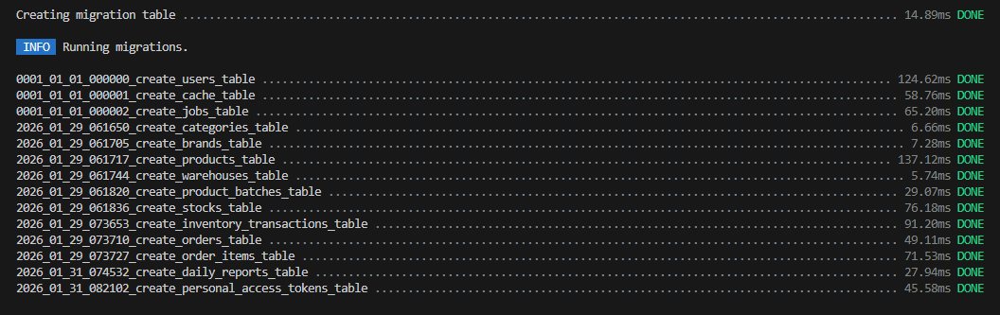 Creating migration table ........................................................................................................... 14.89ms DONE
INFO Running migrations.
0001_01_01_000000_create_users_table ............................................................................................... 124.62ms DONE
0001_01_01_000001_create_cache_table ................................................................................................ 58.76ms DONE
0001_01_01_000002_create_jobs_table ................................................................................................. 65.20ms DONE
2026_01_29_061650_create_categories_table ............................................................................................ 6.66ms DONE
2026_01_29_061705_create_brands_table ................................................................................................ 7.28ms DONE
2026_01_29_061717_create_products_table ............................................................................................ 137.12ms DONE
2026_01_29_061744_create_warehouses_table ............................................................................................ 5.74ms DONE
2026_01_29_061820_create_product_batches_table ...................................................................................... 29.07ms DONE
2026_01_29_061836_create_stocks_table ............................................................................................... 76.18ms DONE
2026_01_29_073653_create_inventory_transactions_table ............................................................................... 91.20ms DONE
2026_01_29_073710_create_orders_table ............................................................................................... 49.11ms DONE
2026_01_29_073727_create_order_items_table .......................................................................................... 71.53ms DONE
2026_01_31_074532_create_daily_reports_table ........................................................................................ 27.94ms DONE
2026_01_31_082102_create_personal_access_tokens_table ............................................................................... 45.58ms DONE